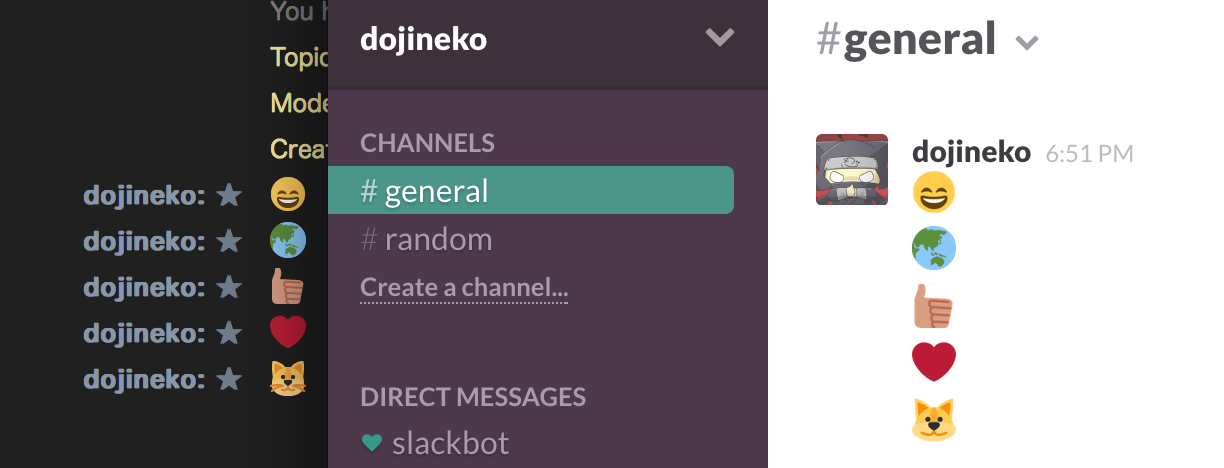 You h
Topic
Mode
Creat
dojineko: ★ 😄
dojineko: ★ 🌏
dojineko: ★ 👍
dojineko: ★ ❤
dojineko: ★ 🐱
dojineko
CHANNELS
# general
# random
Create a channel...
DIRECT MESSAGES
slackbot
#general
dojineko 6:51 PM
😄
🌏
👍
❤
🐱